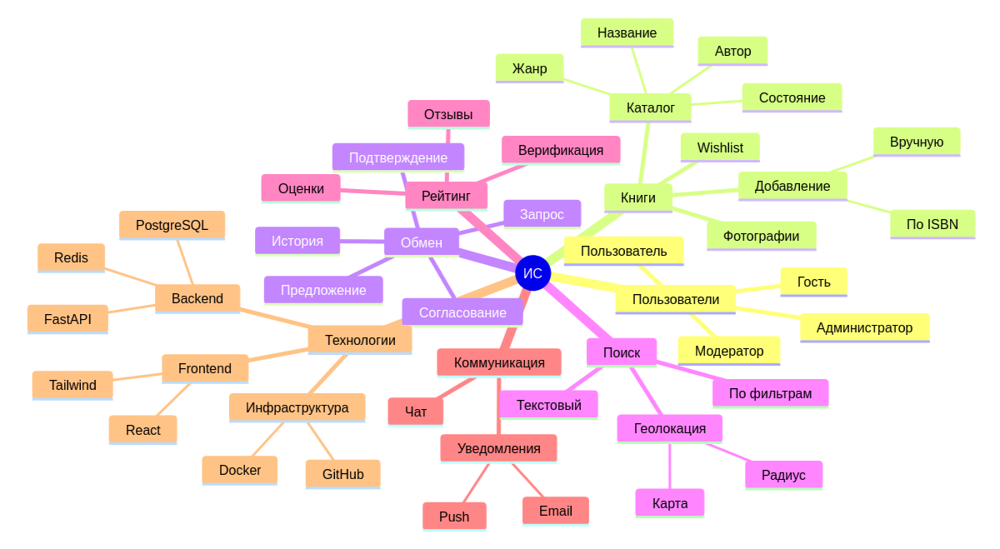 Название
Автор
Жанр
Каталог
Состояние
Отзывы
Верификация
Подтверждение
Wishlist
Вручную
Оценки
Рейтинг
Книги
Добавление
Запрос
По ISBN
Фотографии
PostgreSQL
История
Обмен
Redis
Пользователь
ИС
Гость
Предложение
Backend
Пользователи
FastAPI
Согласование
Администратор
Технологии
Модератор
Поиск
Frontend
Коммуникация
Tailwind
По фильтрам
Инфраструктура
Чат
Текстовый
React
Геолокация
Уведомления
Docker
GitHub
Радиус
Карта
Push
Email